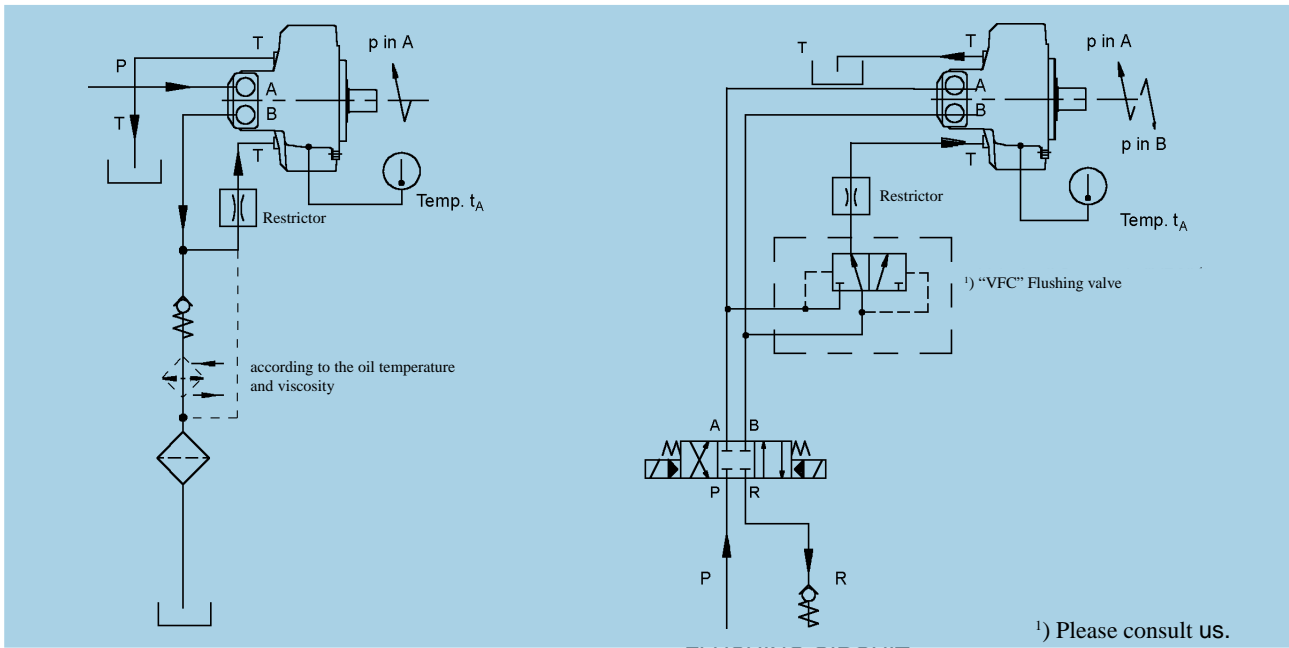 T
P
A
B
T
T
p in A
Restrictor
Temp. tA
according to the oil temperature
and viscosity
T
T
A
B
T
p in A
p in B
Restrictor
Temp. tA
1) “VFC” Flushing valve
A B
P R
P
R
1) Please consult us.